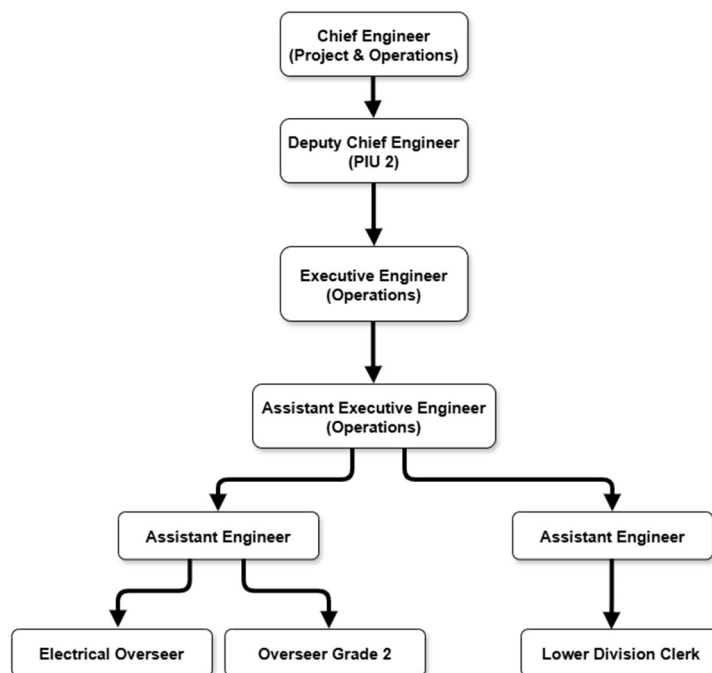 Chief Engineer
(Project & Operations)
Deputy Chief Engineer
(PIU 2)
Executive Engineer
(Operations)
Assistant Executive Engineer
(Operations)
Assistant Engineer
Assistant Engineer
Electrical Overseer
Overseer Grade 2
Lower Division Clerk